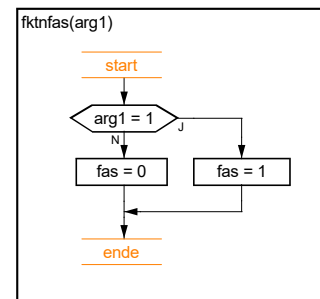 fktnfas(arg1)
start
arg1 = 1
J
N
fas = 0
fas = 1
ende